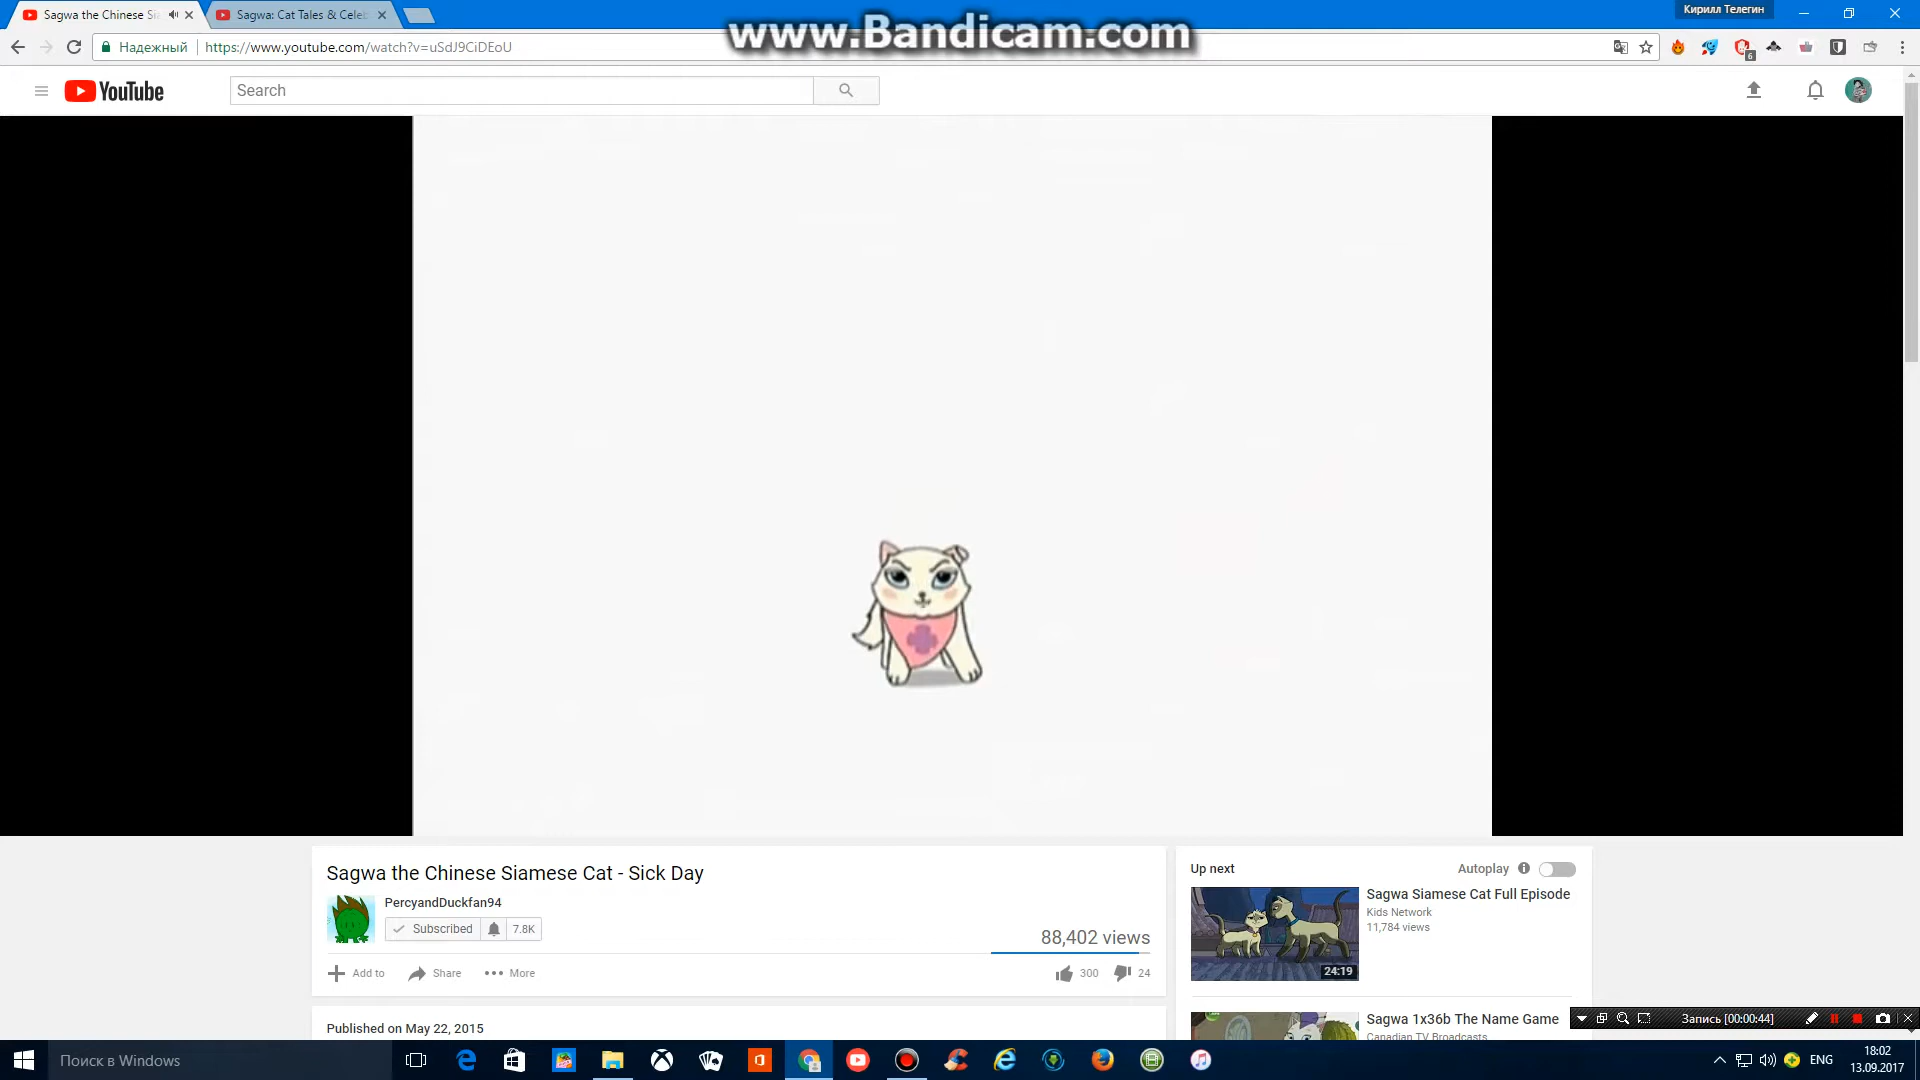 Sagwa the Chinese Si
Sagwa: Cat Tales & Celeb
www.Bandicam.com
Кирилл Телегин
Надежный
https://www.youtube.com/watch?v=uSdJ9CiDEoU
6
YouTube
Search
Sagwa the Chinese Siamese Cat - Sick Day
PercyandDuckfan94
Subscribed
7.8K
88,402 views
Add to
Share
More
300
24
Published on May 22, 2015
Up next
Autoplay
24:19
Sagwa Siamese Cat Full Episode
Kids Network
11,784 views
Sagwa 1x36b The Name Game
Canadian TV Broadcasts
Запись [00:00:44]
Поиск в Windows
ENG
18:02
13.09.2017